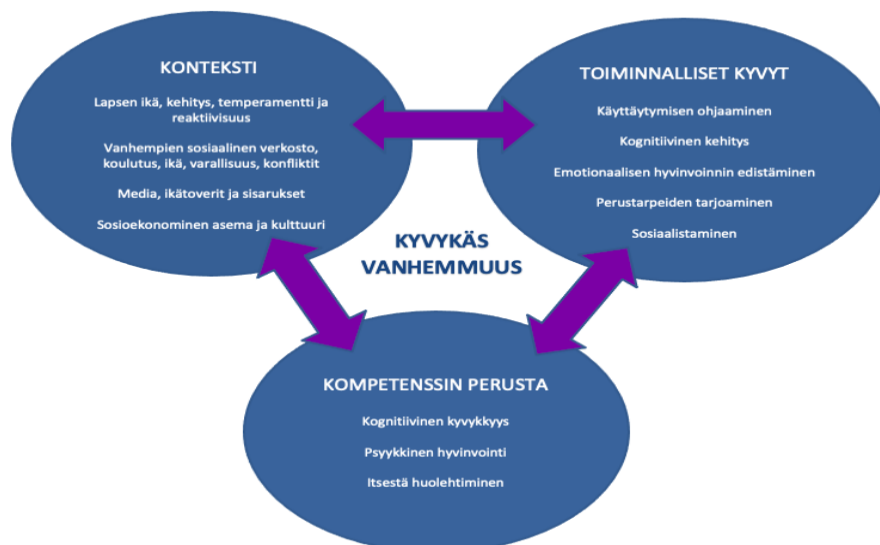 KONTEKSTI
Lapsen ikä, kehitys, temperamentti ja
reaktiivisuus
Vanhempien sosiaalinen verkosto,
koulutus, ikä, varallisuus, konfliktit
Media, ikätoverit ja sisarukset
Sosioekonominen asema ja kulttuuri
TOIMINNALLISET KYVYT
Käyttäytymisen ohjaaminen
Kognitiivinen kehitys
Emotionaalisen hyvinvoinnin edistäminen
Perustarpeiden tarjoaminen
Sosiaalistaminen
KYVYKÄS
VANHEMMUUS
KOMPETENSSIN PERUSTA
Kognitiivinen kyvykkyys
Psyykkinen hyvinvointi
Itsestä huolehtiminen